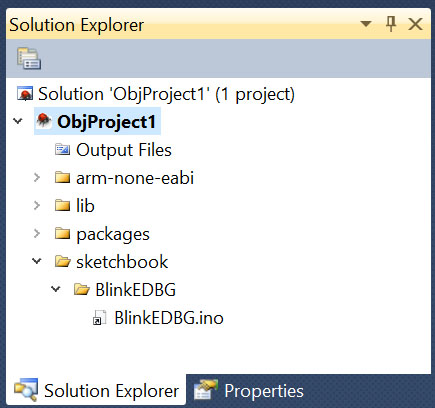 Solution Explorer
Solution 'ObjProject1' (1 project)
ObjProject1
Output Files
arm-none-eabi
lib
packages
sketchbook
BlinkEDBG
BlinkEDBG.ino
Solution Explorer Properties